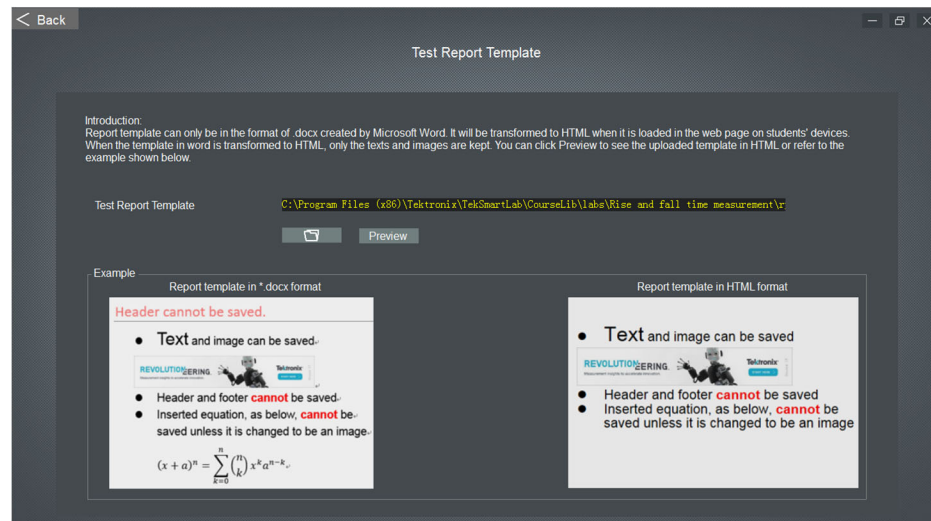 Back
Test Report Template
Introduction:
Report template can only be in the format of .docx created by Microsoft Word. It will be transformed to HTML when it is loaded in the web page on students' devices.
When the template in word is transformed to HTML, only the texts and images are kept. You can click Preview to see the uploaded template in HTML or refer to the
example shown below.
Test Report Template
C:\Program Files (x86)\Tektronix\TekSmartLab\CourseLib\labs\Rise and fall time measurement\r
Preview
Example
Report template in *.docx format
Header cannot be saved.
● Text and image can be saved
REVOLUTIONEERING.
Tektronix
● Header and footer cannot be saved
● Inserted equation, as below, cannot be
saved unless it is changed to be an image
(x + a)^n = ∑_{k=0}^{n} (n k) x^k a^{n-k}
Report template in HTML format
● Text and image can be saved
REVOLUTIONEERING.
Tektronix
● Header and footer cannot be saved
● Inserted equation, as below, cannot be
saved unless it is changed to be an image